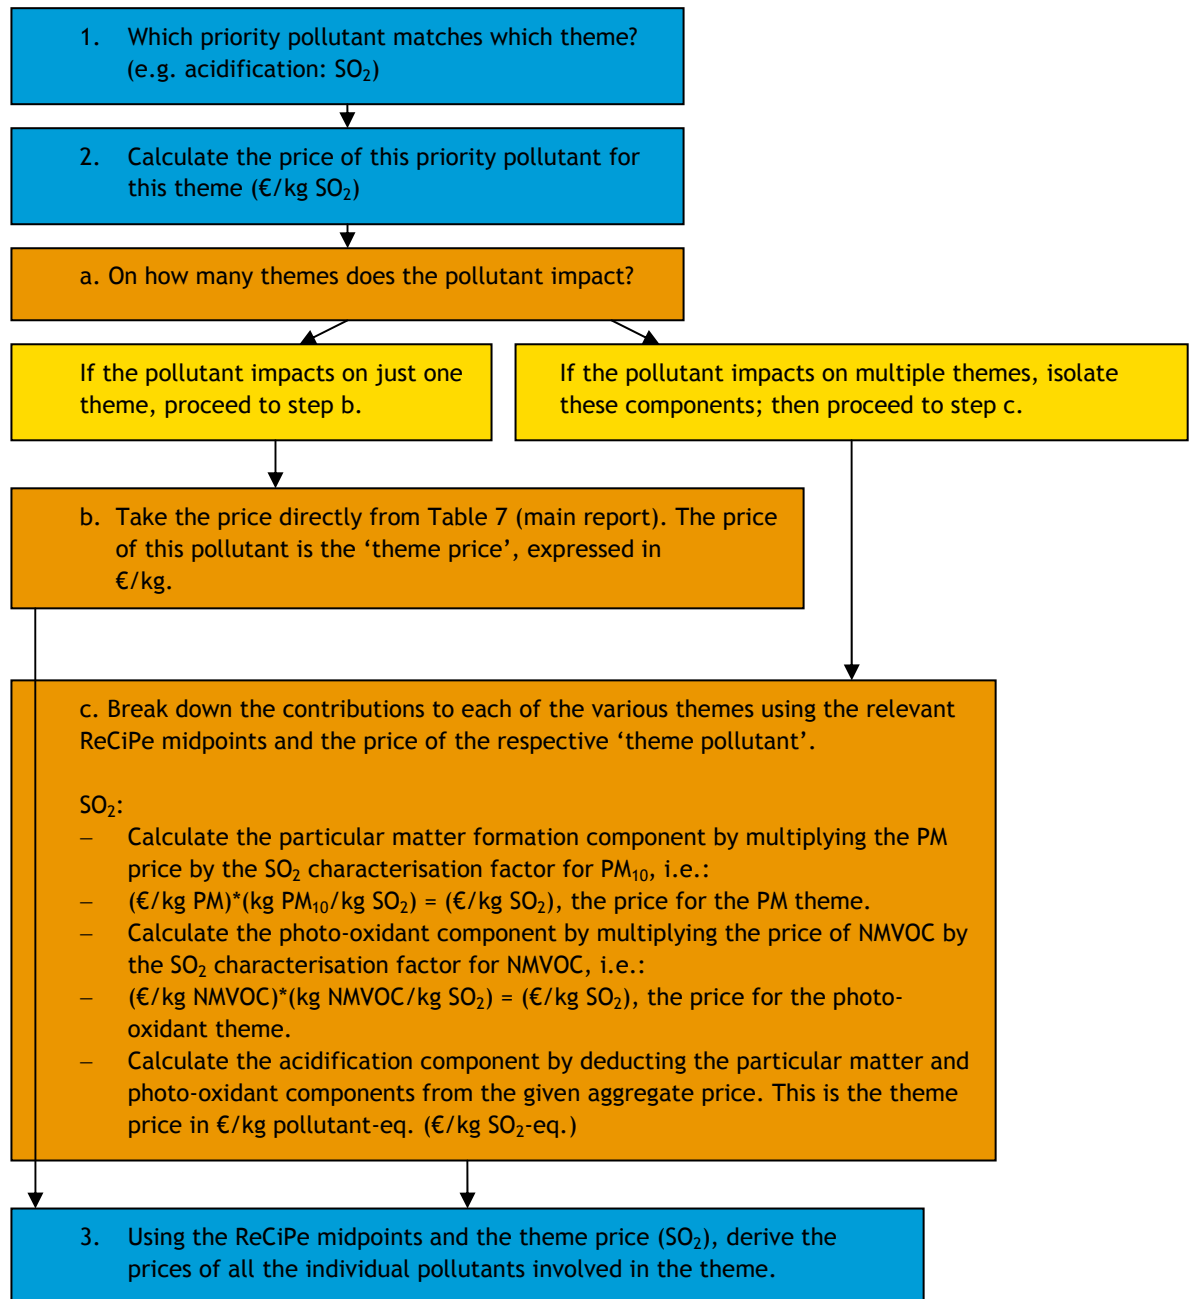 1. Which priority pollutant matches which theme?
(e.g. acidification: SO₂)
2. Calculate the price of this priority pollutant for
this theme (€/kg SO₂)
a. On how many themes does the pollutant impact?
If the pollutant impacts on just one
theme, proceed to step b.
If the pollutant impacts on multiple themes, isolate
these components; then proceed to step c.
b. Take the price directly from Table 7 (main report). The price
of this pollutant is the ‘theme price’, expressed in
€/kg.
c. Break down the contributions to each of the various themes using the relevant
ReCiPe midpoints and the price of the respective ‘theme pollutant’.
SO₂:
− Calculate the particular matter formation component by multiplying the PM
price by the SO₂ characterisation factor for PM₁₀, i.e.:
− (€/kg PM)*(kg PM₁₀/kg SO₂) = (€/kg SO₂), the price for the PM theme.
− Calculate the photo-oxidant component by multiplying the price of NMVOC by
the SO₂ characterisation factor for NMVOC, i.e.:
− (€/kg NMVOC)*(kg NMVOC/kg SO₂) = (€/kg SO₂), the price for the photo-
oxidant theme.
− Calculate the acidification component by deducting the particular matter and
photo-oxidant components from the given aggregate price. This is the theme
price in €/kg pollutant-eq. (€/kg SO₂-eq.)
3. Using the ReCiPe midpoints and the theme price (SO₂), derive the
prices of all the individual pollutants involved in the theme.